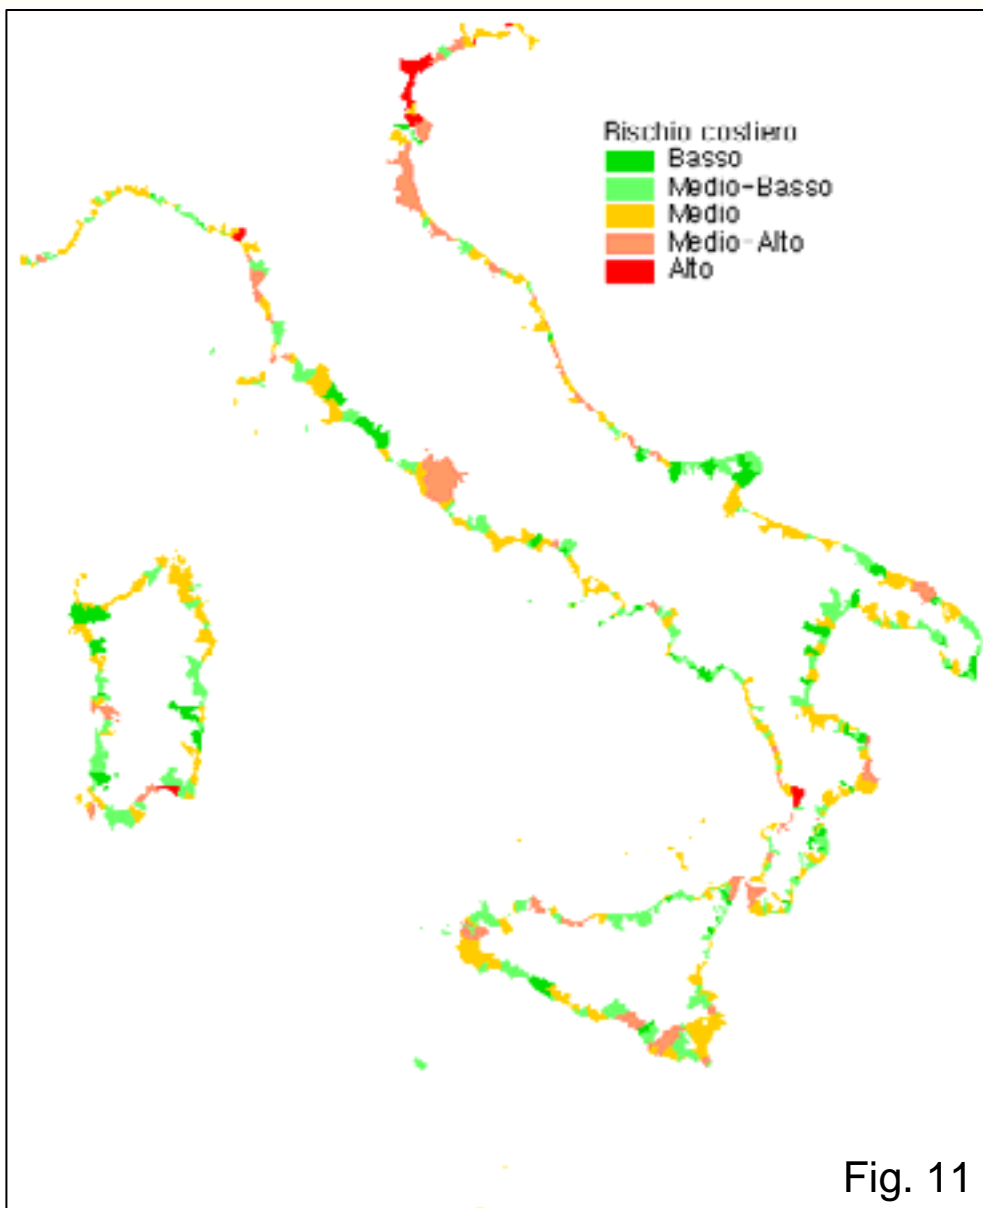 Rischio costiero
Basso
Medio-Basso
Medio
Medio-Alto
Alto
Fig. 11